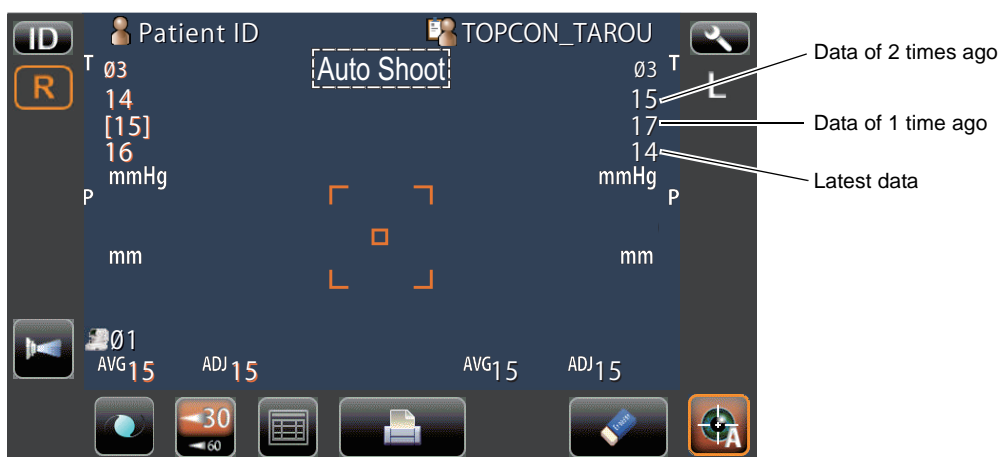 ID Patient ID TOPCON_TAROU
R T Ø3 Auto Shoot Ø3 T L
14 15 Data of 2 times ago
[15] 17 Data of 1 time ago
16 14 Latest data
mmHg mmHg
P P
mm mm
Ø1
AVG15 ADJ15 AVG15 ADJ15
30
60
Eraser
A